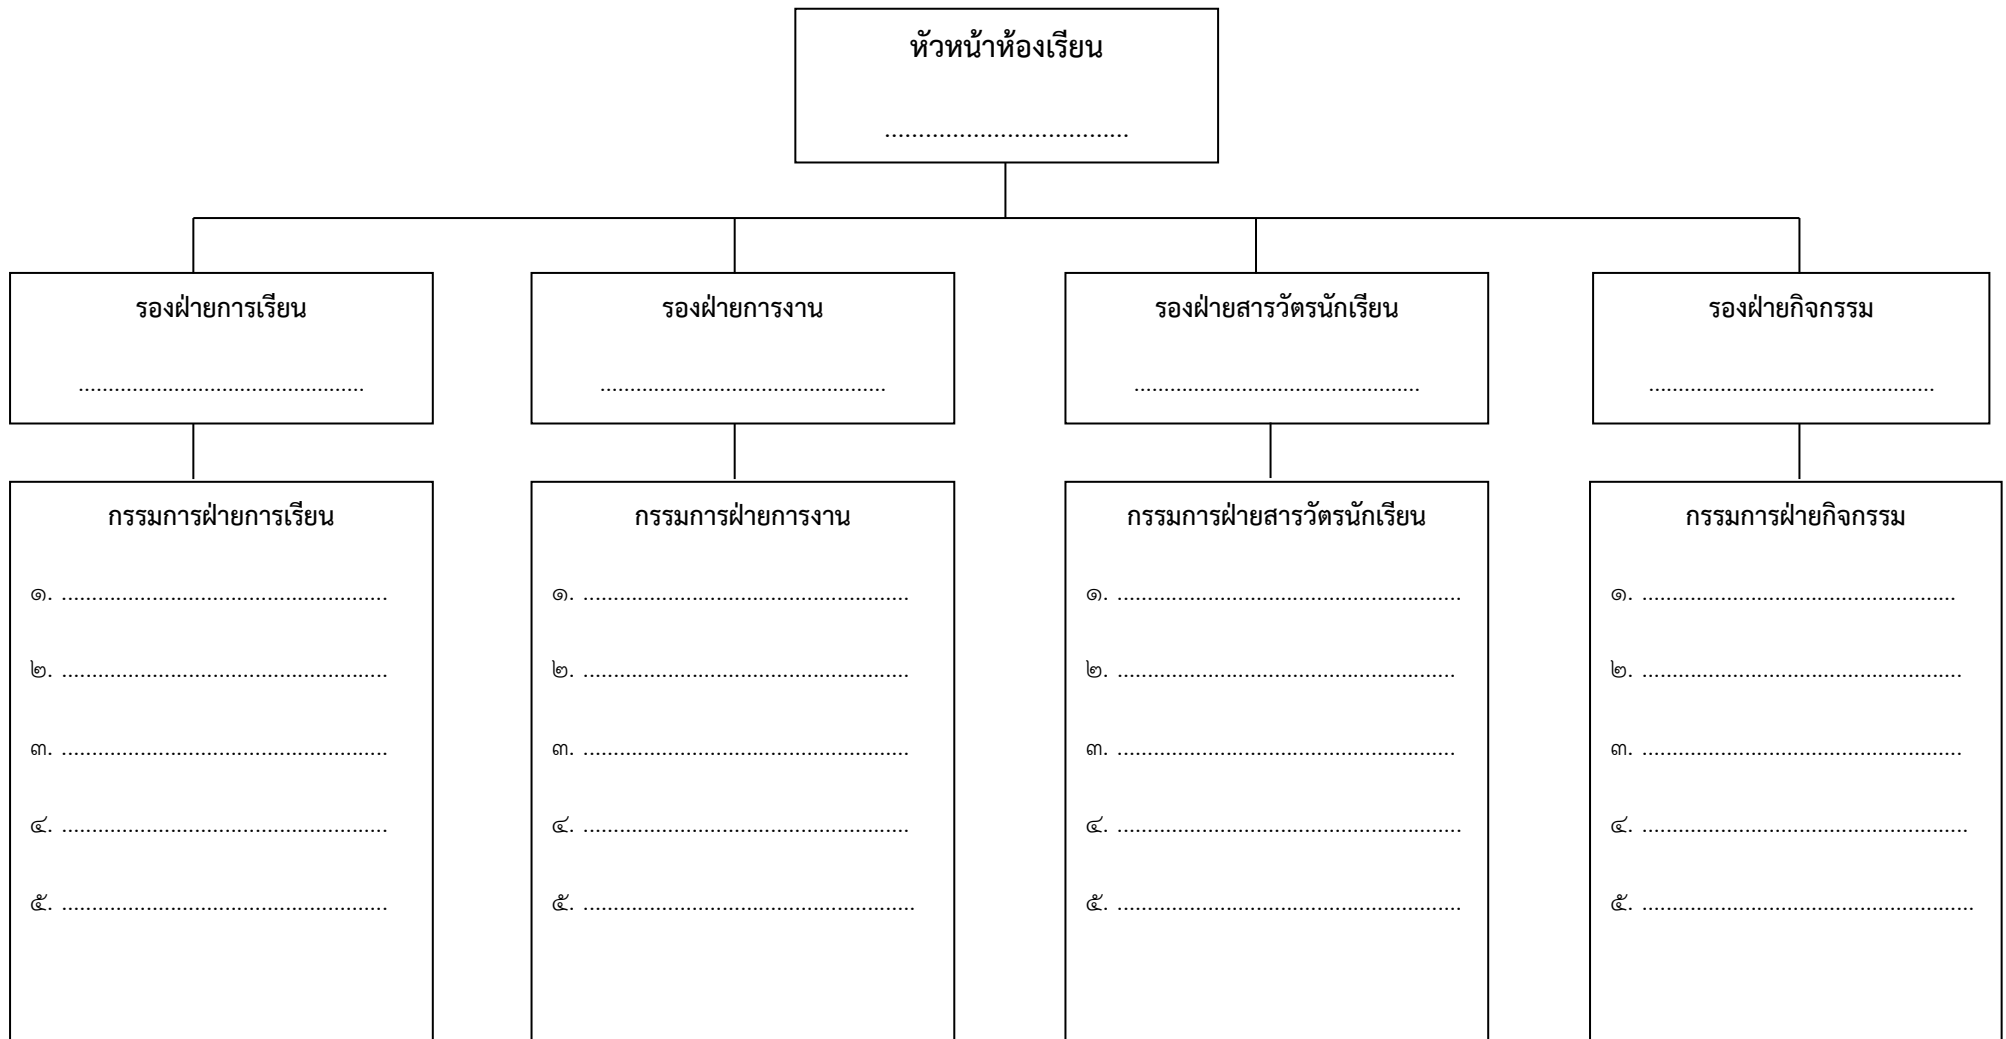 หัวหน้าห้องเรียน
....................................
รองฝ่ายการเรียน
...............................................
รองฝ่ายการงาน
...............................................
รองฝ่ายสารวัตรนักเรียน
...............................................
รองฝ่ายกิจกรรม
...............................................
กรรมการฝ่ายการเรียน
๑. ......................................................
๒. ......................................................
๓. ......................................................
๔. ......................................................
๕. ......................................................
กรรมการฝ่ายการงาน
๑. ......................................................
๒. ......................................................
๓. ......................................................
๔. ......................................................
๕. .......................................................
กรรมการฝ่ายสารวัตรนักเรียน
๑. .........................................................
๒. ........................................................
๓. ........................................................
๔. .........................................................
๕. .........................................................
กรรมการฝ่ายกิจกรรม
๑. ....................................................
๒. .....................................................
๓. .....................................................
๔. ......................................................
๕. .......................................................